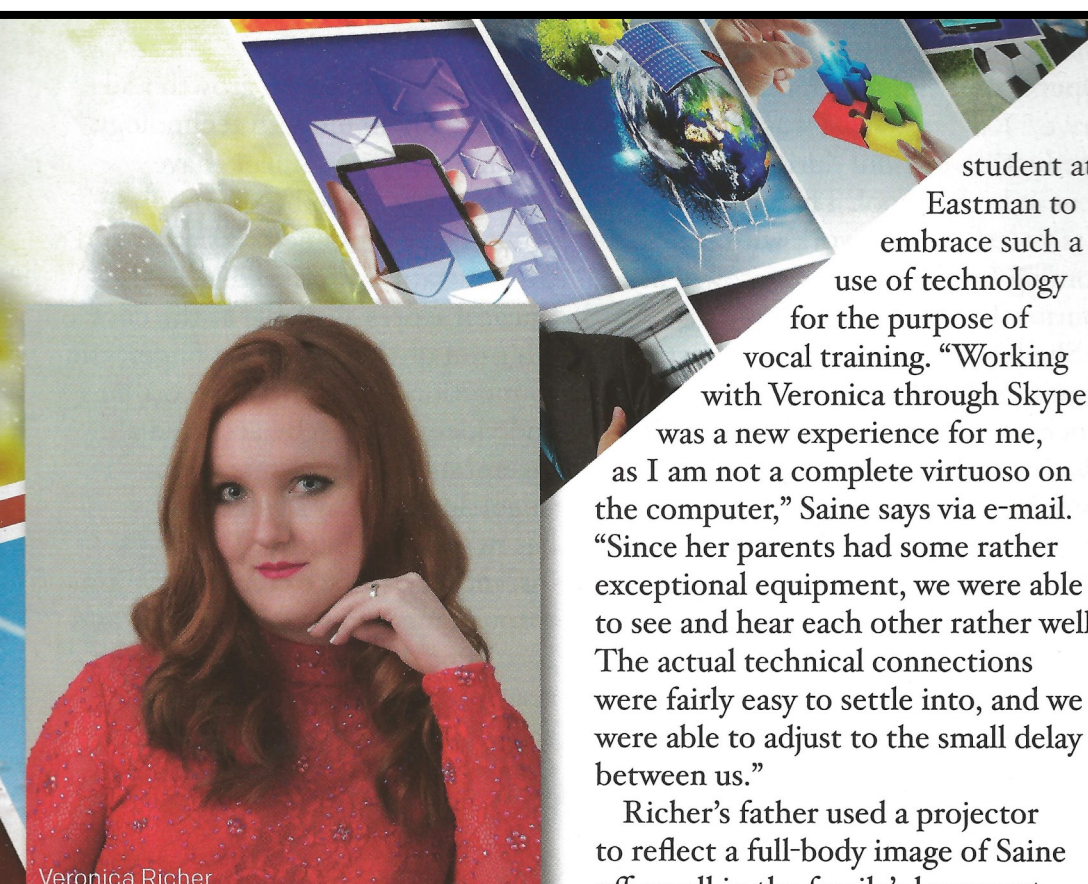 student at
Eastman to
embrace such a
use of technology
for the purpose of
vocal training. “Working
with Veronica through Skype
was a new experience for me,
as I am not a complete virtuoso on
the computer,” Saine says via e-mail.
“Since her parents had some rather
exceptional equipment, we were able
to see and hear each other rather well
The actual technical connections
were fairly easy to settle into, and we
were able to adjust to the small delay
between us.”
Richer’s father used a projector
to reflect a full-body image of Saine
Veronica Richer